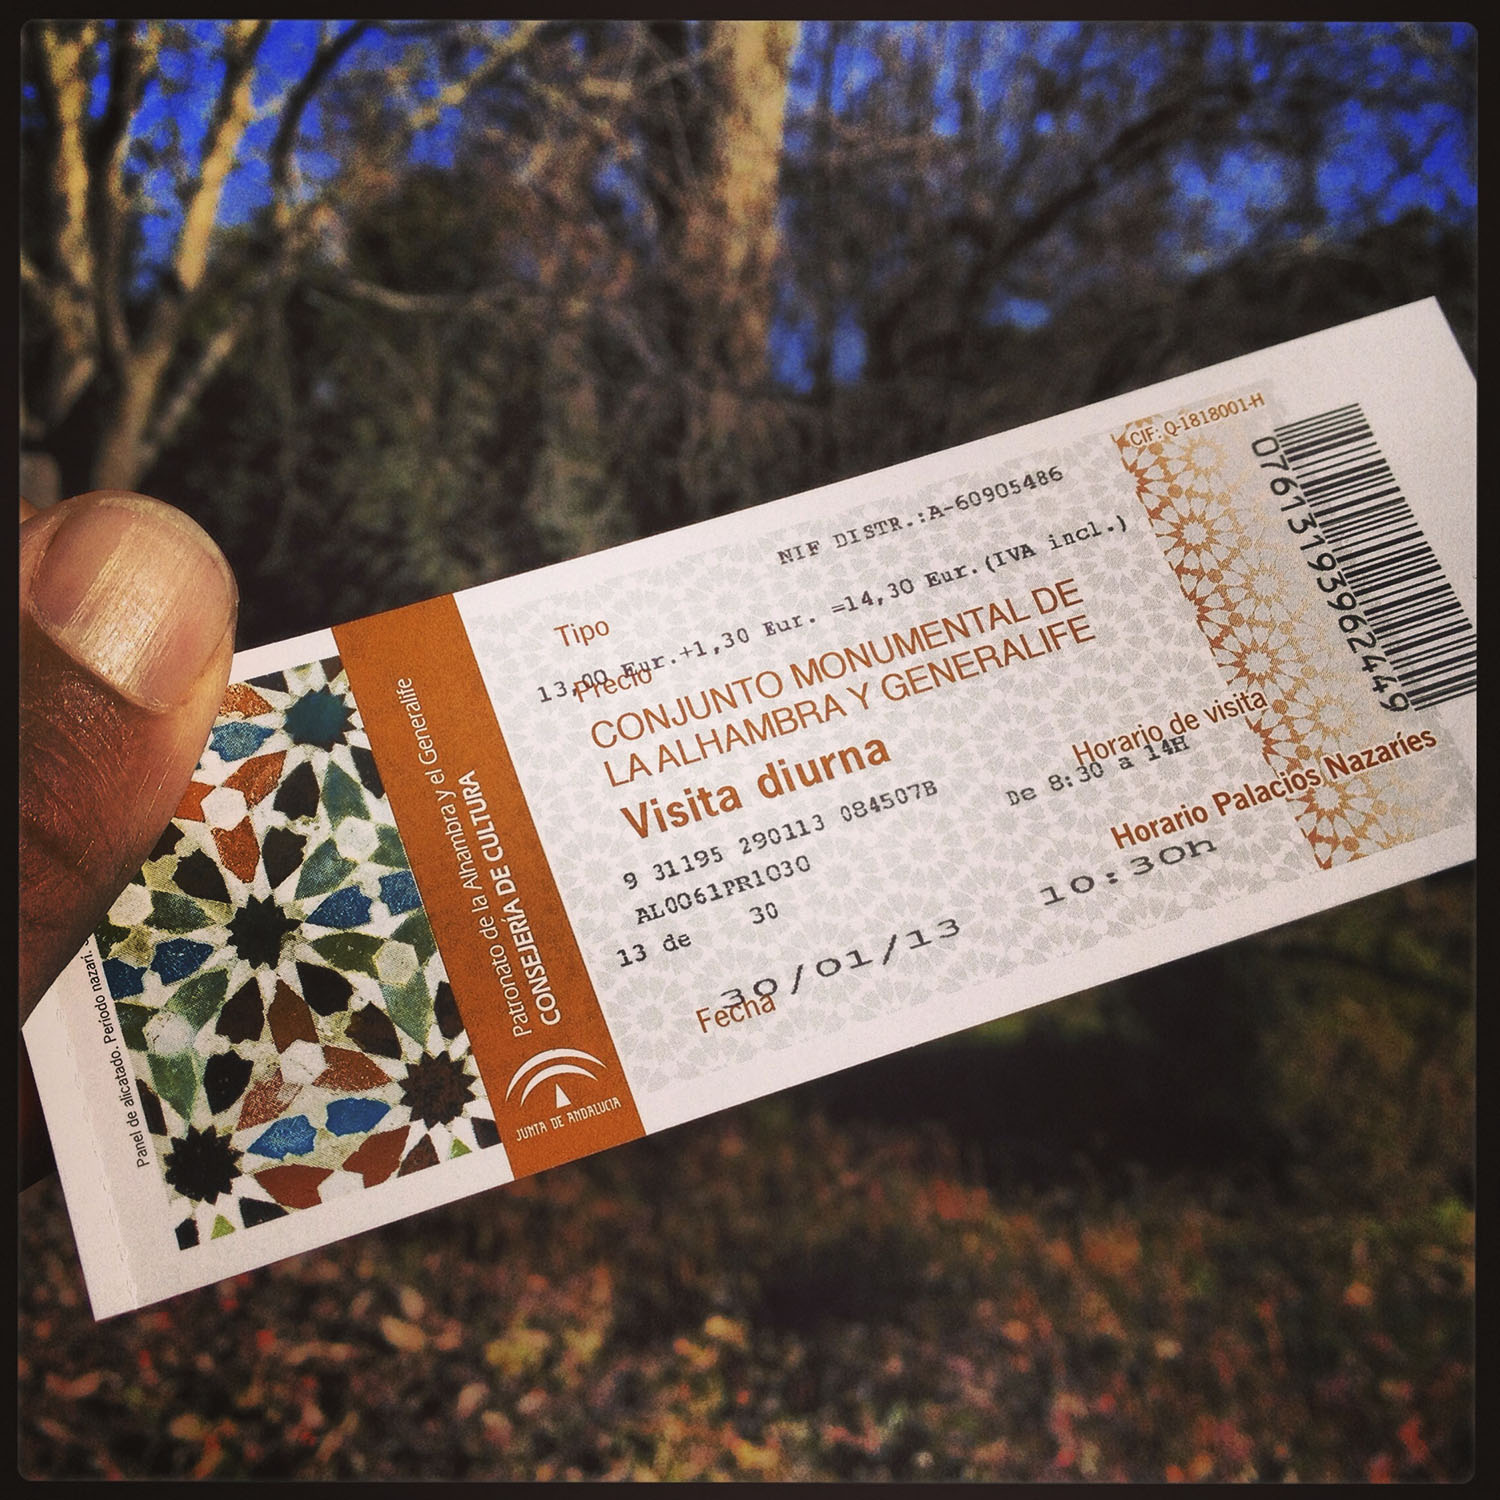 Panel de alicatado. Período nazarí.
Patronato de la Alhambra y el Generalife
CONSEJERÍA DE CULTURA
JUNTA DE ANDALUCIA
NIF DISTR.:A-60905486
Tipo
13,00 Eur.+1,30 Eur. =14,30 Eur.(IVA incl.)
Precio
CONJUNTO MONUMENTAL DE
LA ALHAMBRA Y GENERALIFE
Visita diurna
9 31195 290113 084507B
AL0061PR1030
13 de 30
30/01/13
Fecha
Horario de visita
De 8:30 a 14H
Horario Palacios Nazaríes
10:30h
CIF: Q-1818001-H
07613193962449